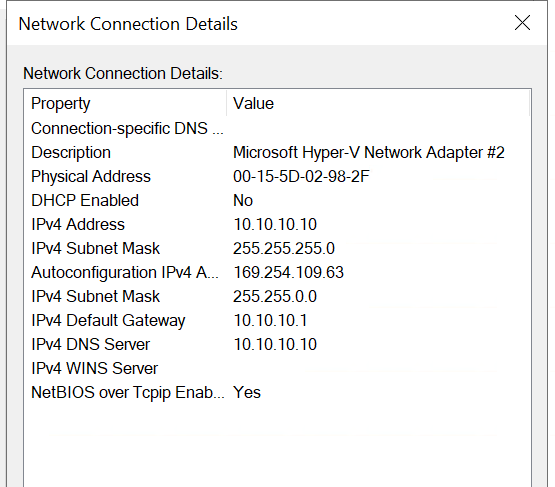 Network Connection Details
Network Connection Details:
Property Value
Connection-specific DNS ...
Description Microsoft Hyper-V Network Adapter #2
Physical Address 00-15-5D-02-98-2F
DHCP Enabled No
IPv4 Address 10.10.10.10
IPv4 Subnet Mask 255.255.255.0
Autoconfiguration IPv4 A... 169.254.109.63
IPv4 Subnet Mask 255.255.0.0
IPv4 Default Gateway 10.10.10.1
IPv4 DNS Server 10.10.10.10
IPv4 WINS Server
NetBIOS over Tcpip Enab... Yes